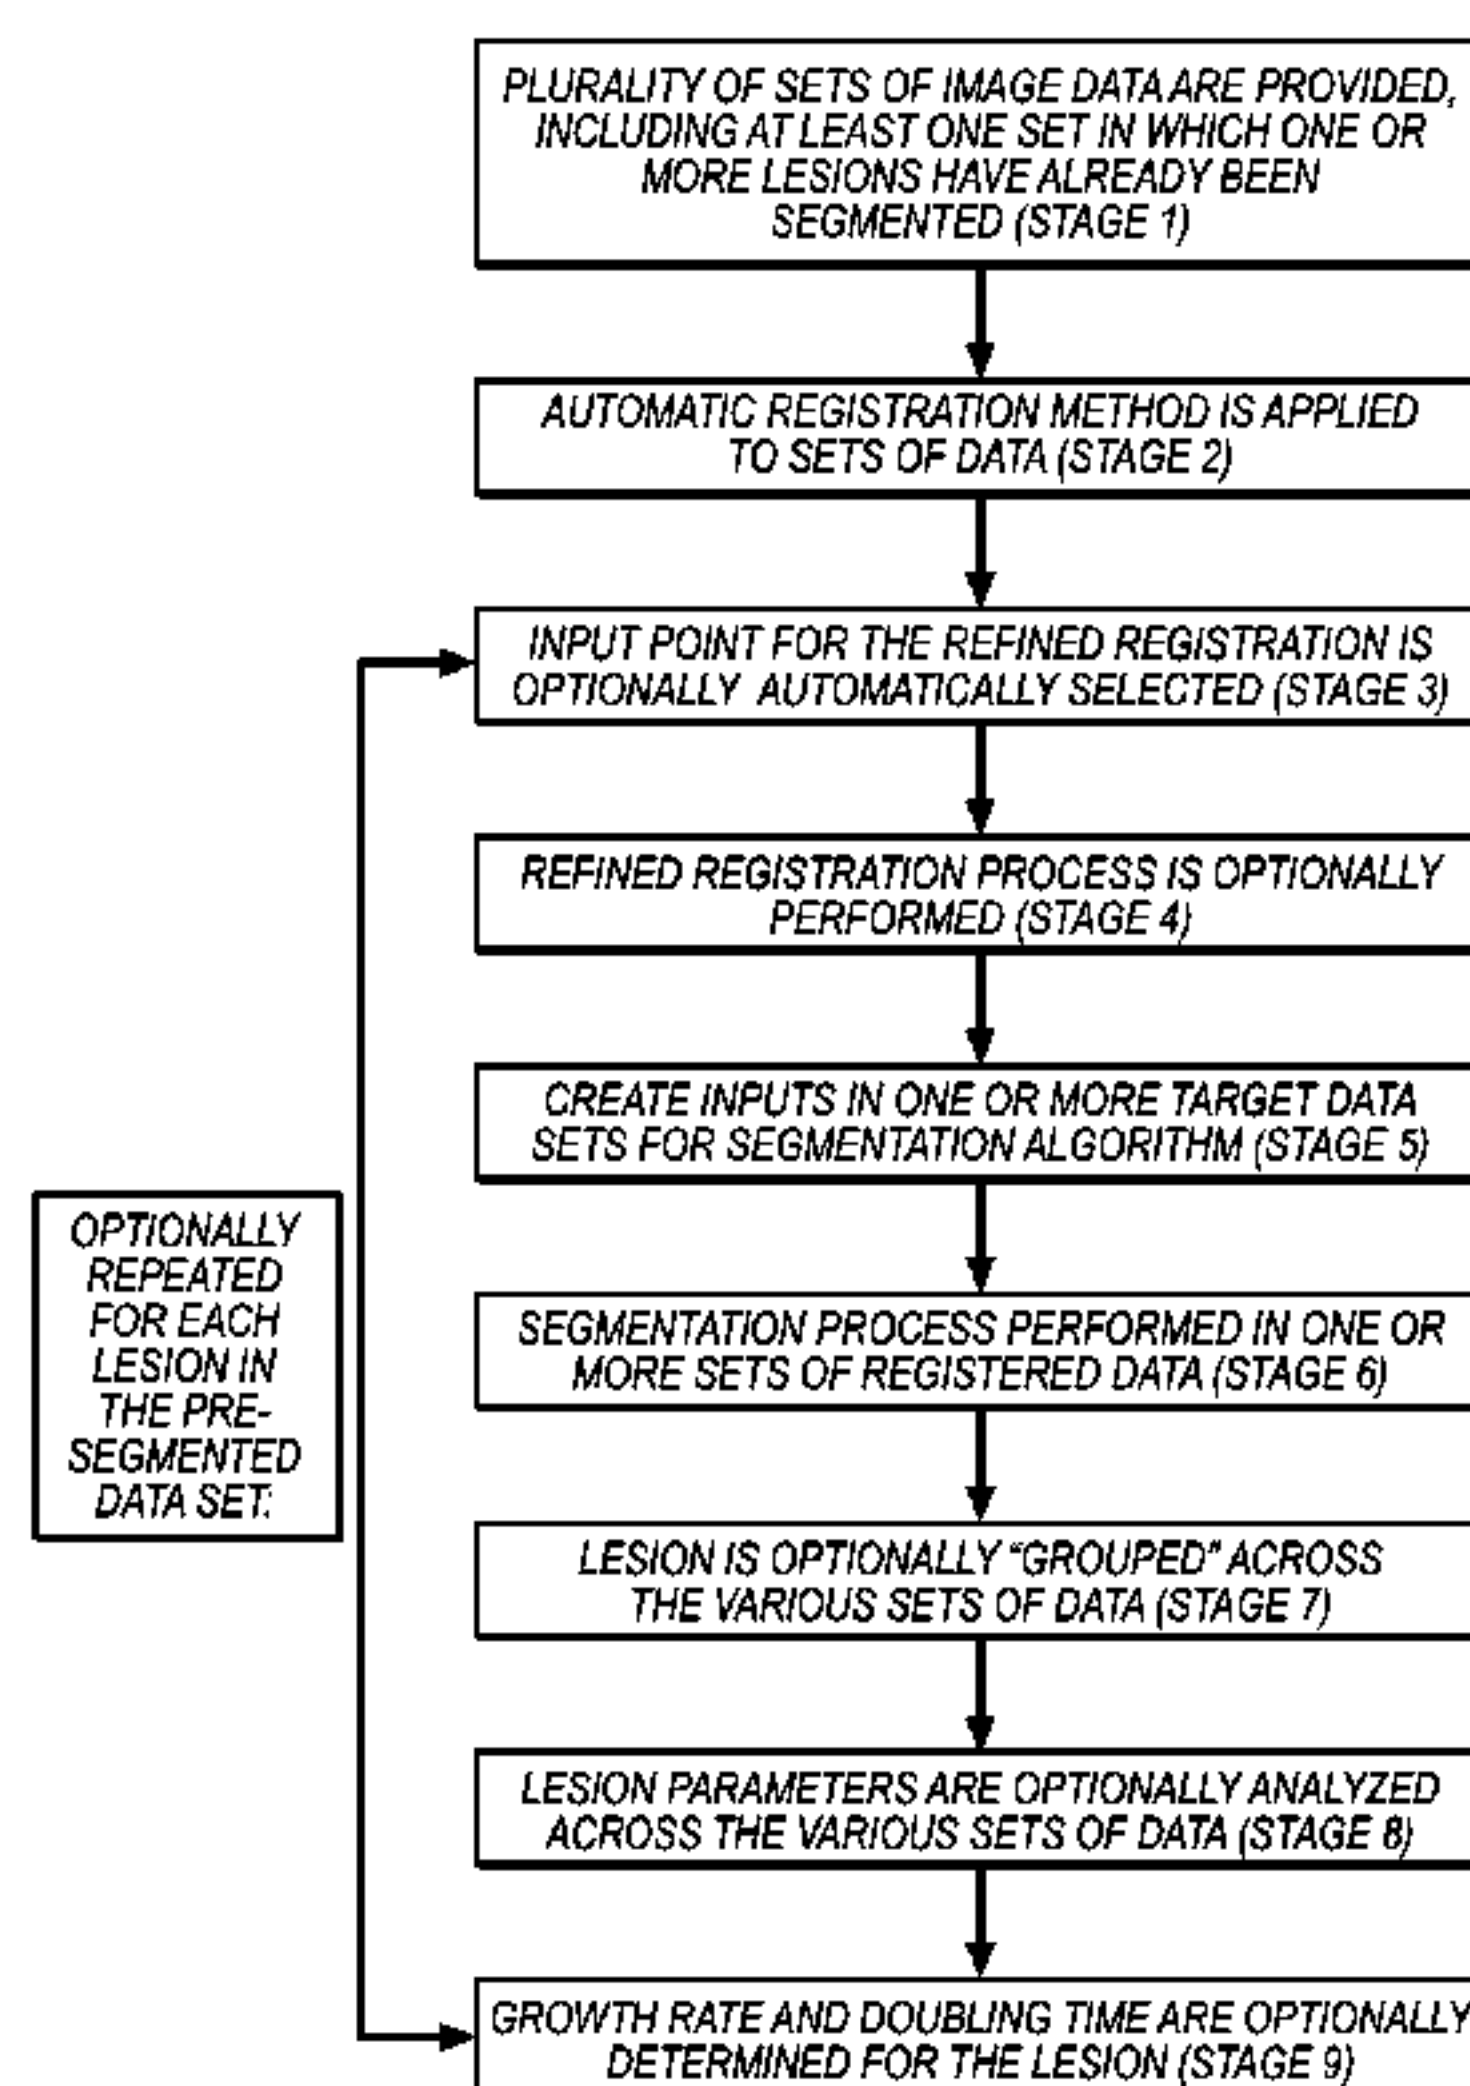 PLURALITY OF SETS OF IMAGE DATA ARE PROVIDED,
INCLUDING AT LEAST ONE SET IN WHICH ONE OR
MORE LESIONS HAVE ALREADY BEEN
SEGMENTED (STAGE 1)
AUTOMATIC REGISTRATION METHOD IS APPLIED
TO SETS OF DATA (STAGE 2)
INPUT POINT FOR THE REFINED REGISTRATION IS
OPTIONALLY AUTOMATICALLY SELECTED (STAGE 3)
REFINED REGISTRATION PROCESS IS OPTIONALLY
PERFORMED (STAGE 4)
CREATE INPUTS IN ONE OR MORE TARGET DATA
SETS FOR SEGMENTATION ALGORITHM (STAGE 5)
OPTIONALLY
REPEATED
FOR EACH
LESION IN
THE PRE-
SEGMENTED
DATA SET:
SEGMENTATION PROCESS PERFORMED IN ONE OR
MORE SETS OF REGISTERED DATA (STAGE 6)
LESION IS OPTIONALLY "GROUPED" ACROSS
THE VARIOUS SETS OF DATA (STAGE 7)
LESION PARAMETERS ARE OPTIONALLY ANALYZED
ACROSS THE VARIOUS SETS OF DATA (STAGE 8)
GROWTH RATE AND DOUBLING TIME ARE OPTIONALLY
DETERMINED FOR THE LESION (STAGE 9)